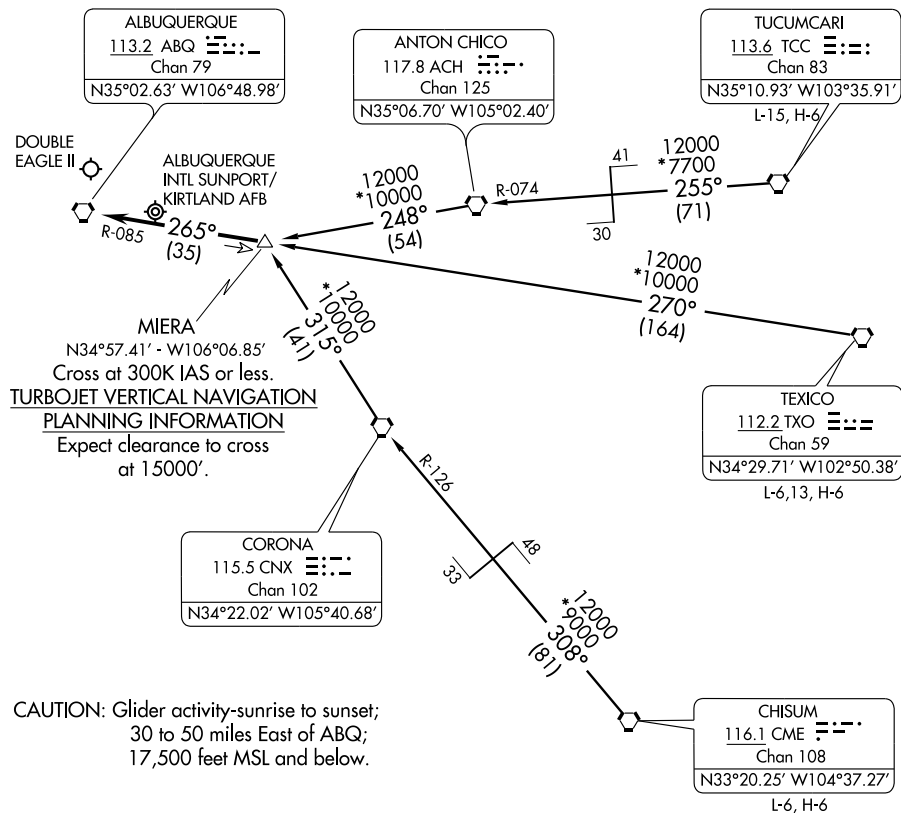 ALBUQUERQUE
113.2 ABQ
Chan 79
N35°02.63' W106°48.98'
ANTON CHICO
117.8 ACH
Chan 125
N35°06.70' W105°02.40'
TUCUMCARI
113.6 TCC
Chan 83
N35°10.93' W103°35.91'
L-15, H-6
DOUBLE
EAGLE II
ALBUQUERQUE
INTL SUNPORT/
KIRTLAND AFB
R-085
265°
(35)
12000
*10000
248°
(54)
R-074
41
30
12000
*7700
255°
(71)
12000
*10000
270°
(164)
12000
*10000
315°
(41)
MIERA
N34°57.41' - W106°06.85'
Cross at 300K IAS or less.
TURBOJET VERTICAL NAVIGATION
PLANNING INFORMATION
Expect clearance to cross
at 15000'.
TEXICO
112.2 TXO
Chan 59
N34°29.71' W102°50.38'
L-6,13, H-6
R-126
CORONA
115.5 CNX
Chan 102
N34°22.02' W105°40.68'
33
48
12000
*9000
308°
(81)
CAUTION: Glider activity-sunrise to sunset;
30 to 50 miles East of ABQ;
17,500 feet MSL and below.
CHISUM
116.1 CME
Chan 108
N33°20.25' W104°37.27'
L-6, H-6